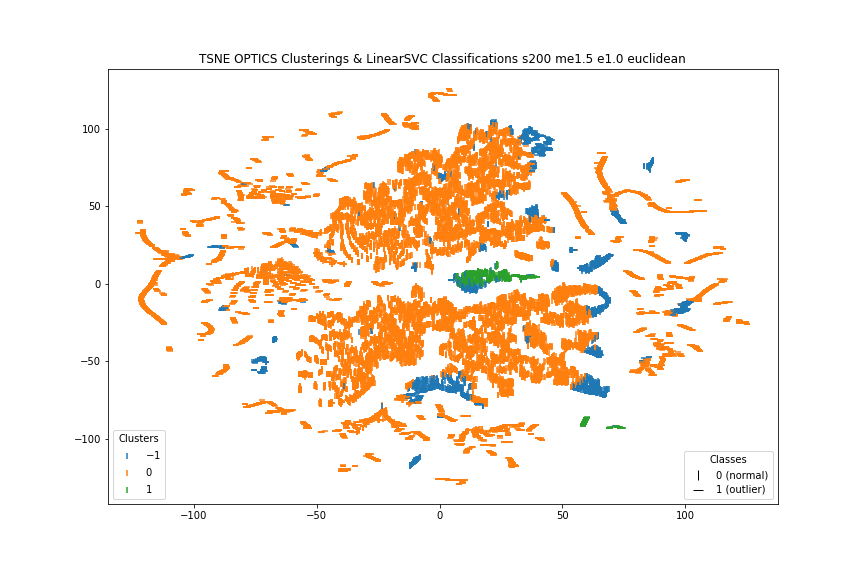 TSNE OPTICS Clusterings & LinearSVC Classifications s200 me1.5 e1.0 euclidean
100
50
0
−50
−100
−100
−50
0
50
100
Clusters
−1
0
1
Classes
0 (normal)
1 (outlier)